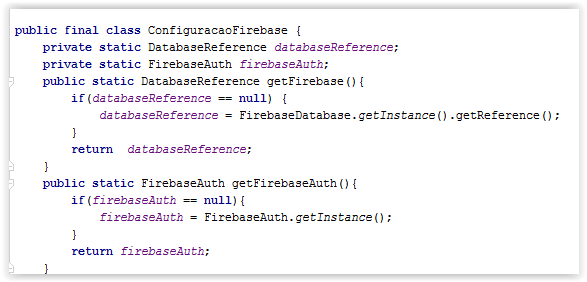 public final class ConfiguracaoFirebase {
    private static DatabaseReference databaseReference;
    private static FirebaseAuth firebaseAuth;
    public static DatabaseReference getFirebase(){
        if(databaseReference == null) {
            databaseReference = FirebaseDatabase.getInstance().getReference();
        }
        return  databaseReference;
    }
    public static FirebaseAuth getFirebaseAuth(){
        if(firebaseAuth == null){
            firebaseAuth = FirebaseAuth.getInstance();
        }
        return firebaseAuth;
    }